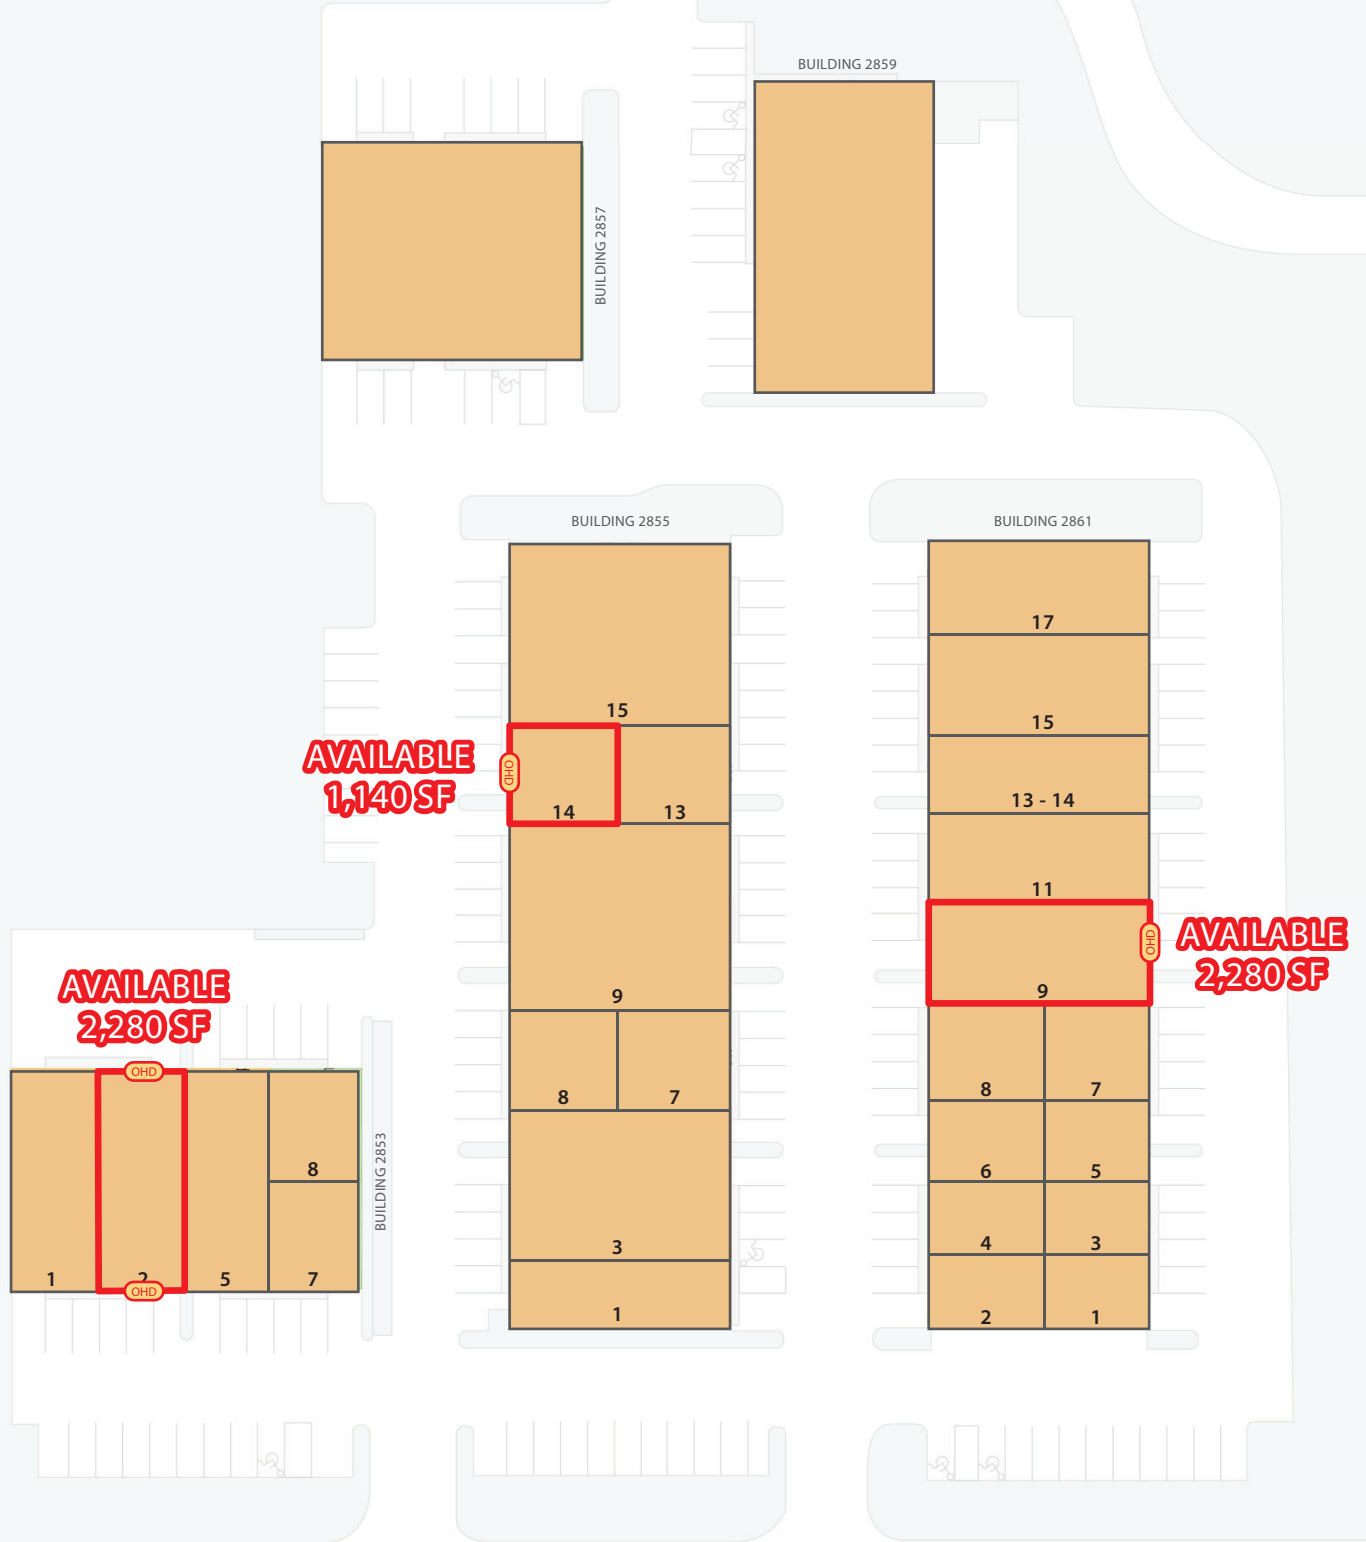 BUILDING 2859
BUILDING 2857
BUILDING 2855
15
14
13
9
8
7
3
1
AVAILABLE
1,140 SF
OHD
BUILDING 2861
17
15
13 - 14
11
9
8
7
6
5
4
3
2
1
OHD
AVAILABLE
2,280 SF
AVAILABLE
2,280 SF
OHD
1
2
5
8
7
OHD
BUILDING 2853